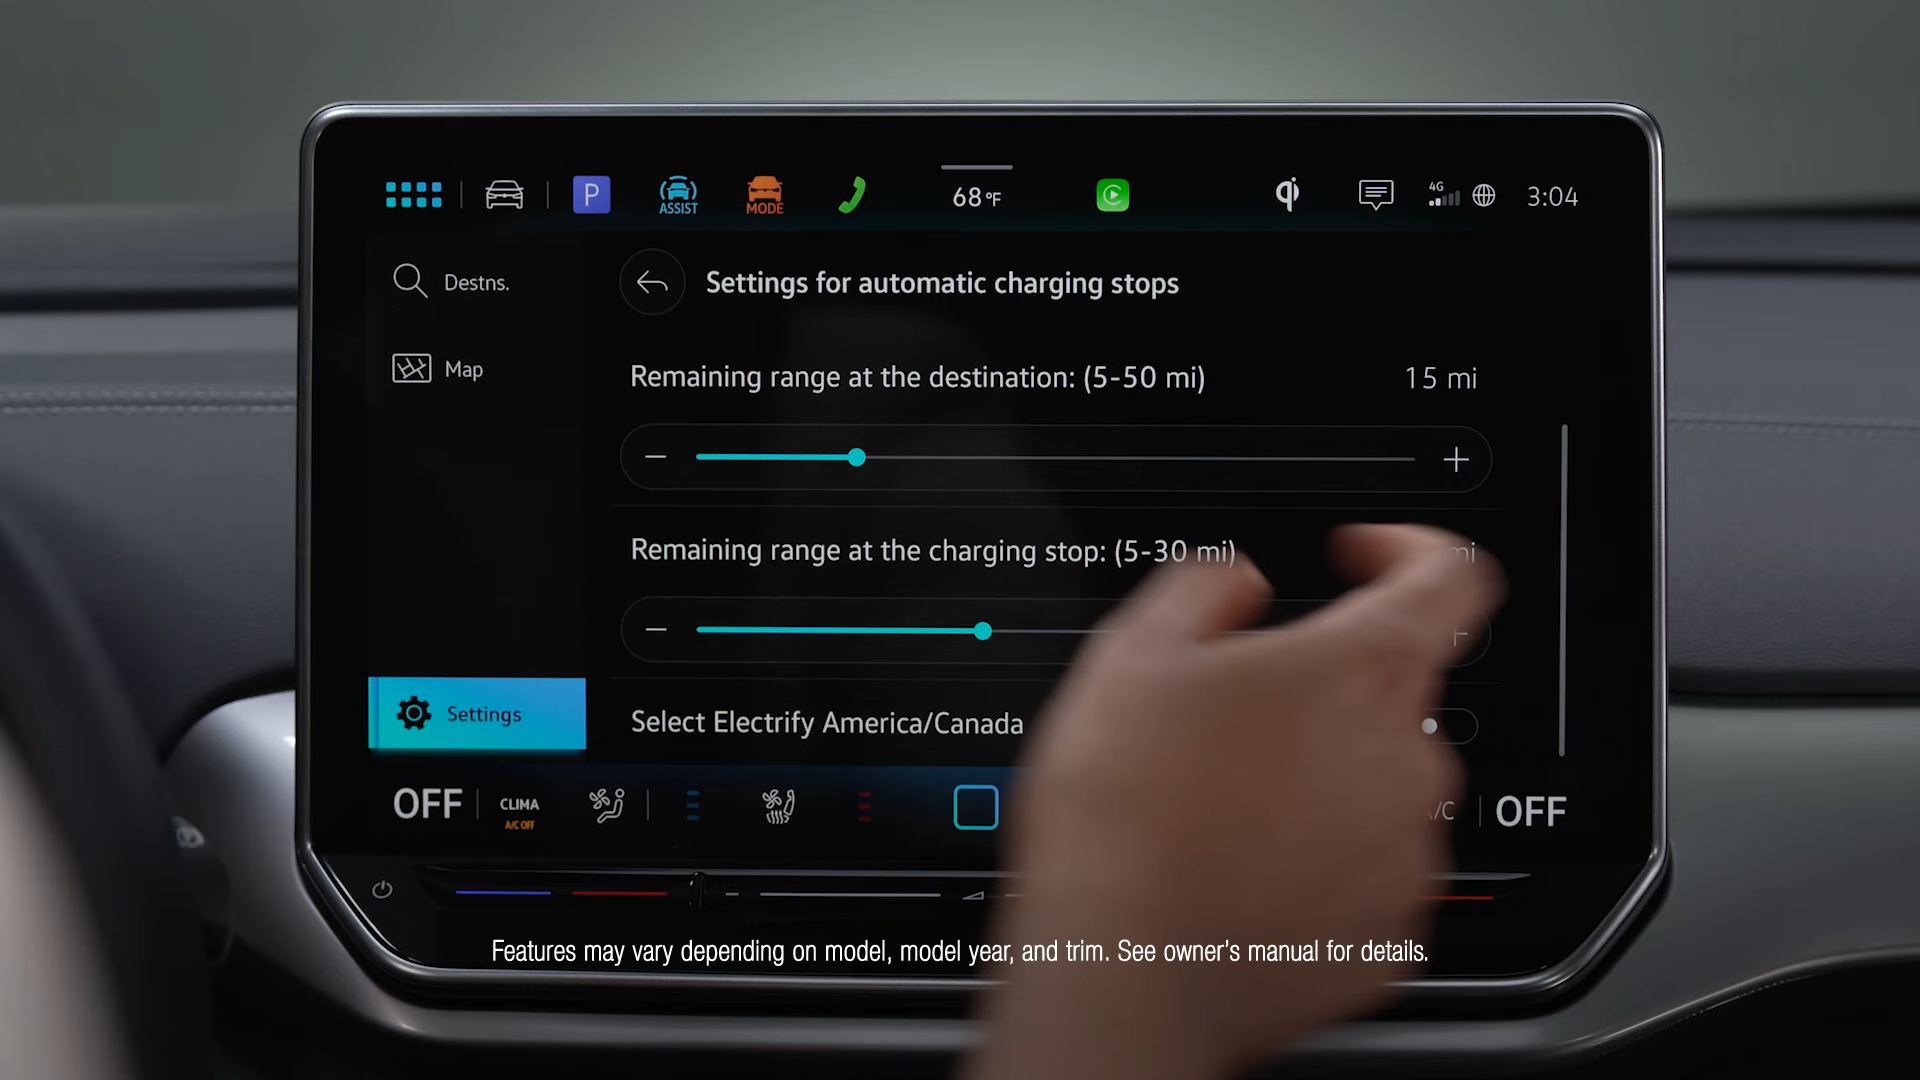 P
ASSIST
MODE
68°F
4G
3:04
Destns.
Settings for automatic charging stops
Map
Remaining range at the destination: (5-50 mi)
15 mi
Remaining range at the charging stop: (5-30 mi)
mi
Settings
Select Electrify America/Canada
OFF
CLIMA
A/C OFF
OFF
Features may vary depending on model, model year, and trim. See owner's manual for details.